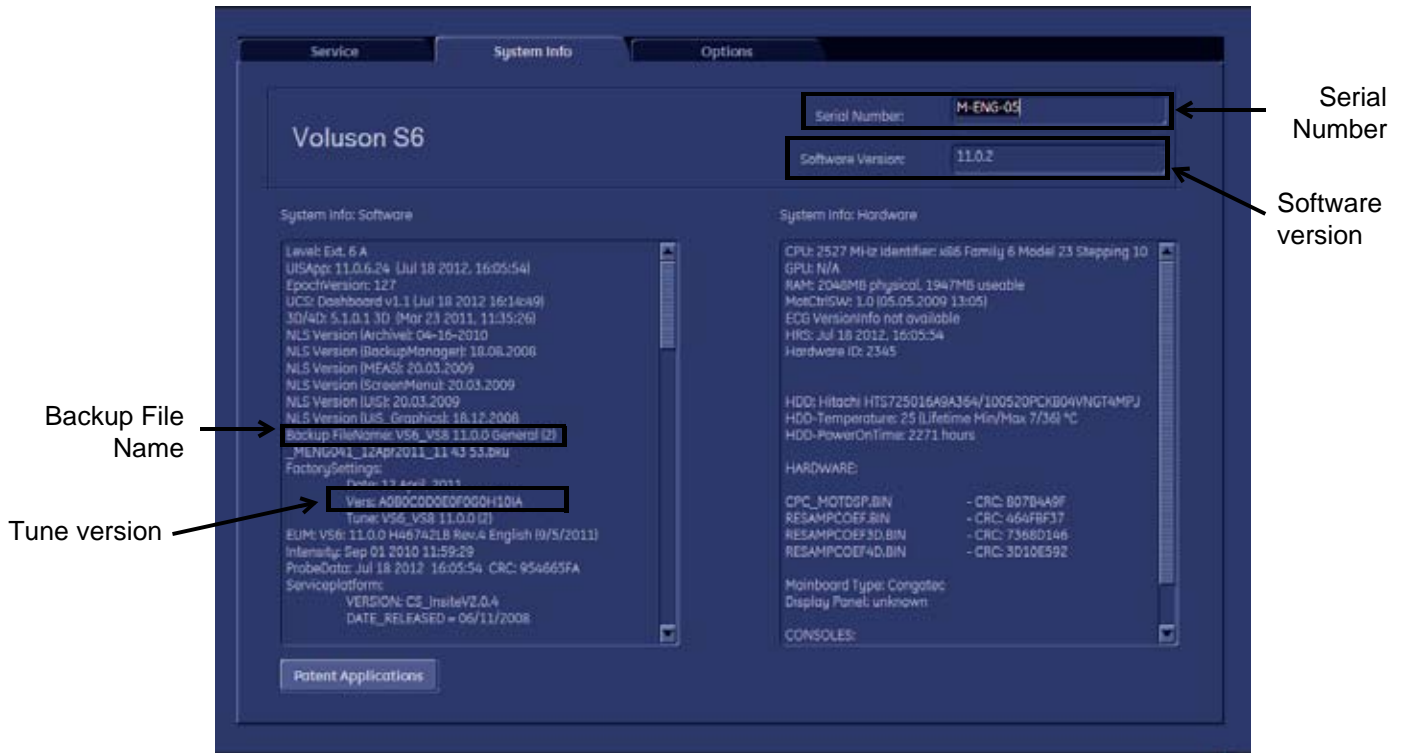 Service
System Info
Options
Voluson S6
Serial Number:
M-ENG-05
Software Version:
11.0.2
Serial
Number
Software
version
System Info: Software
Level: Ext. 6 A
UISApp: 11.0.6.24 (Jul 18 2012, 16:05:54)
EpochVersion: 127
UCS: Dashboard v1.1 (Jul 18 2012 16:14:49)
3D/4D: 5.1.0.1 3D (Mar 23 2011, 11:35:26)
NLS Version (Archive): 04-16-2010
NLS Version (BackupManager): 18.08.2008
NLS Version (MEAS): 20.03.2009
NLS Version (ScreenMenu): 20.03.2009
NLS Version (UIS): 20.03.2009
NLS Version (UIS_Graphics): 18.12.2008
Backup FileName: VS6_VS8 11.0.0 General (2)
_MENG041_12Apr2011_11 43 53.bku
FactorySettings:
Date: 12 April, 2011
Vers: A0B0C0D0E0F0G0H10IA
Tune: VS6_VS8 11.0.0 (2)
EUM: VS6: 11.0.0 H46742LB Rev.4 English (9/5/2011)
Intensity: Sep 01 2010 11:59:29
ProbeData: Jul 18 2012 16:05:54 CRC: 954665FA
Serviceplatform:
VERSION: CS_InsiteV2.0.4
DATE_RELEASED = 06/11/2008
Backup File
Name
Tune version
System Info: Hardware
CPU: 2527 MHz Identifier: x86 Family 6 Model 23 Stepping 10
GPU: N/A
RAM: 2048MB physical, 1947MB useable
MotCtrlSW: 1.0 (05.05.2009 13:05)
ECG VersionInfo not available
HRS: Jul 18 2012, 16:05:54
Hardware ID: 2345
HDD: Hitachi HTS725016A9A364/100520PCKB04VNGT4MPJ
HDD-Temperature: 25 (Lifetime Min/Max 7/36) °C
HDD-PowerOnTime: 2271 hours
HARDWARE:
CPC_MOTDSP.BIN - CRC: B07B4A9F
RESAMPCOEF.BIN - CRC: 464FBF37
RESAMPCOEF3D.BIN - CRC: 7368D146
RESAMPCOEF4D.BIN - CRC: 3D10E592
Mainboard Type: Congatec
Display Panel: unknown
CONSOLES:
Patent Applications